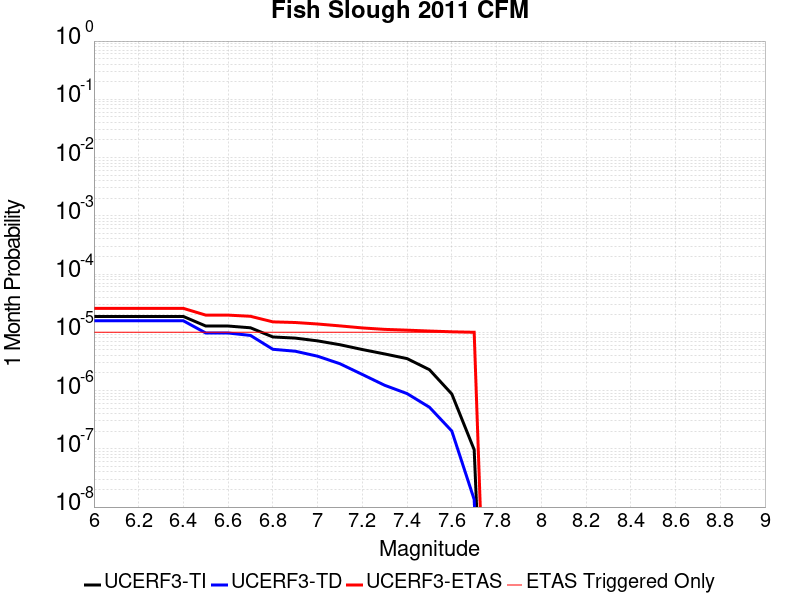 Fish Slough 2011 CFM
10^0
10^-1
10^-2
10^-3
10^-4
10^-5
10^-6
10^-7
10^-8
1 Month Probability
6 6.2 6.4 6.6 6.8 7 7.2 7.4 7.6 7.8 8 8.2 8.4 8.6 8.8 9
Magnitude
UCERF3-TI UCERF3-TD UCERF3-ETAS ETAS Triggered Only